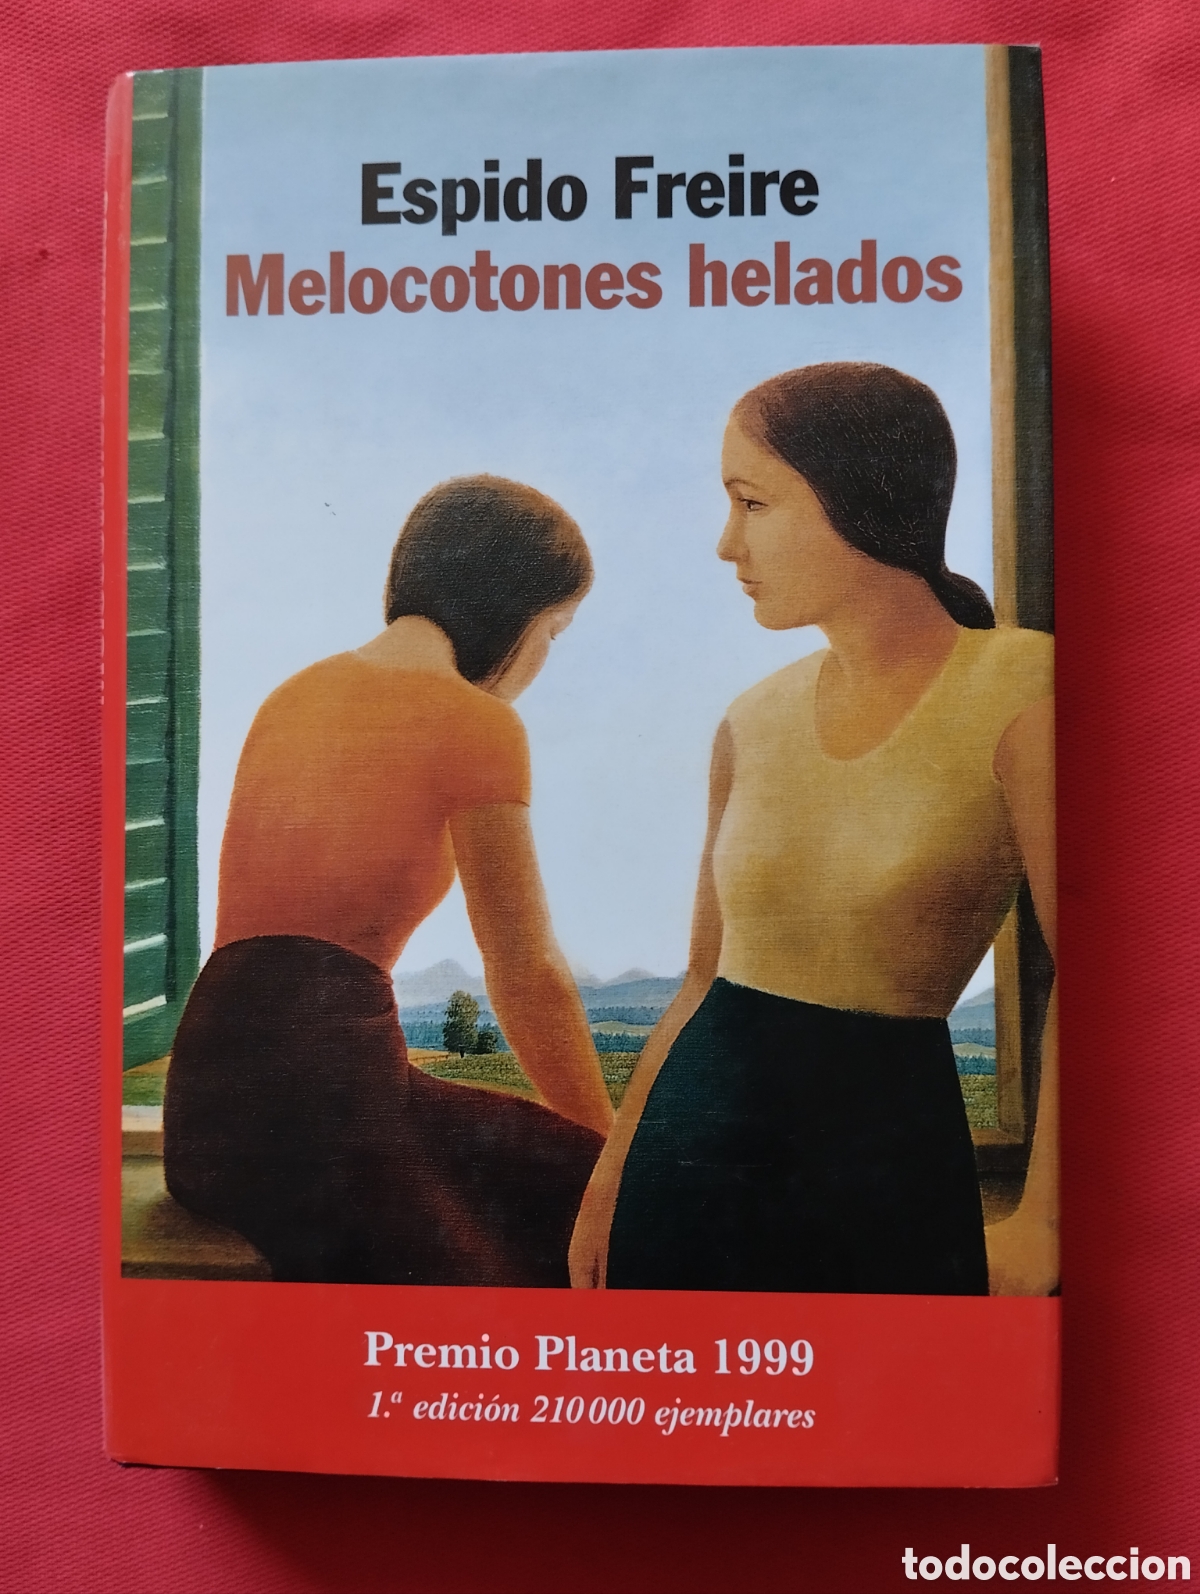 Espido Freire
Melocotones helados
Premio Planeta 1999
1.ª edición 210 000 ejemplares
todocoleccion